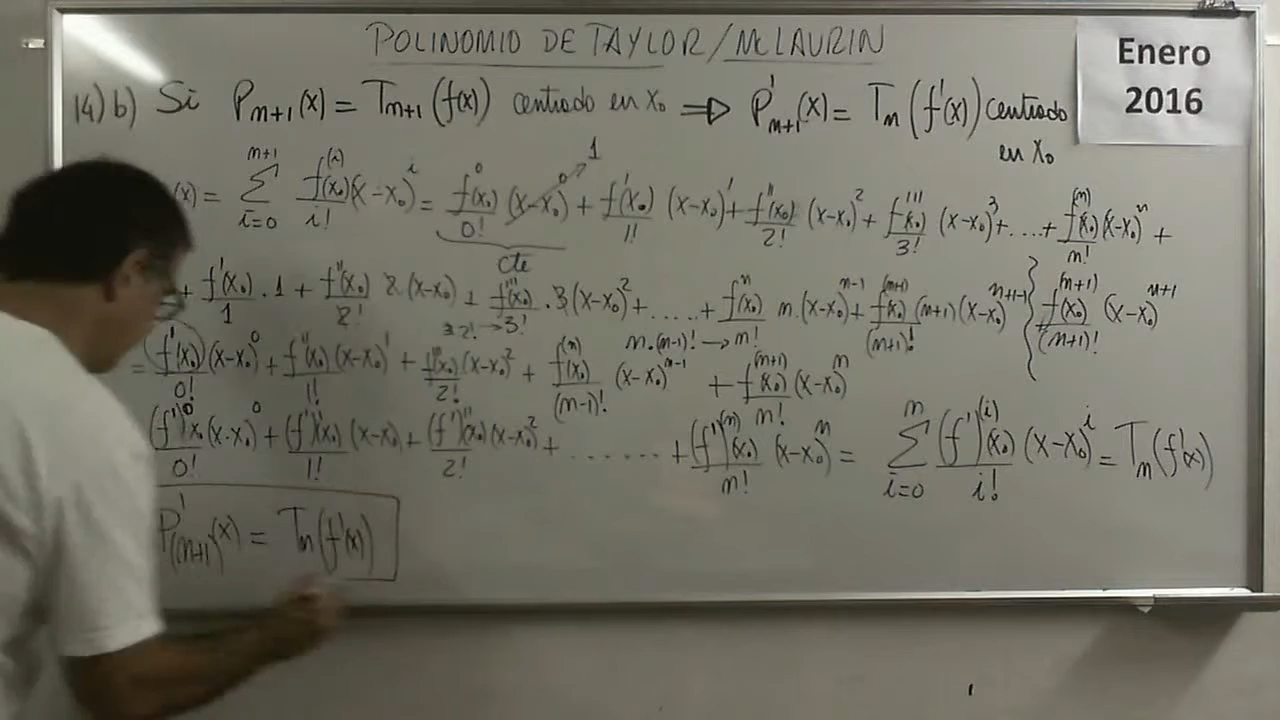 POLINOMIO DE TAYLOR/MCLAURIN
Enero
2016
14) b) Si P_{n+1}(x) = T_{n+1}(f(x)) centrado en x₀ ⇒ P'_{n+1}(x) = T_n(f'(x)) centrado
en x₀
(x) = Σ_{i=0}^{n+1} f^{(i)}(x₀)/i! (x-x₀)^i = f⁰(x₀)/0! (x-x₀)⁰ → 1 + f'(x₀)/1! (x-x₀)' + f''(x₀)/2! (x-x₀)² + f'''(x₀)/3! (x-x₀)³ + .... + f^{(n)}(x₀)/n! (x-x₀)^n +
cte
+ f'(x₀)/1 . 1 + f''(x₀)/2! 2.(x-x₀) + f'''(x₀)/3! . 3.(x-x₀)² + ..... + f^n(x₀)/n! n.(x-x₀)^{n-1} + f^{(n+1)}(x₀)/(n+1)! (n+1)(x-x₀)^{n+1-1} } f^{(n+1)}(x₀)/(n+1)! (x-x₀)^{n+1}
3 2! → 3! n.(n-1)! → n!
= f'(x₀)/0! (x-x₀)⁰ + f''(x₀)/1! (x-x₀)' + f'''(x₀)/2! (x-x₀)² + f^{(n)}(x₀)/(n-1)! (x-x₀)^{n-1} + f^{(n+1)}(x₀)/n! (x-x₀)^n
(f')⁰x₀/0! (x-x₀)⁰ + (f')'(x₀)/1! (x-x₀) + (f')''(x₀)/2! (x-x₀)² + ....... + (f')^{(n)}(x₀)/n! (x-x₀)^n = Σ_{i=0}^{n} (f')^{(i)}(x₀)/i! (x-x₀)^i = T_n(f'(x))
P'_{(n+1)}(x) = T_n(f'(x))